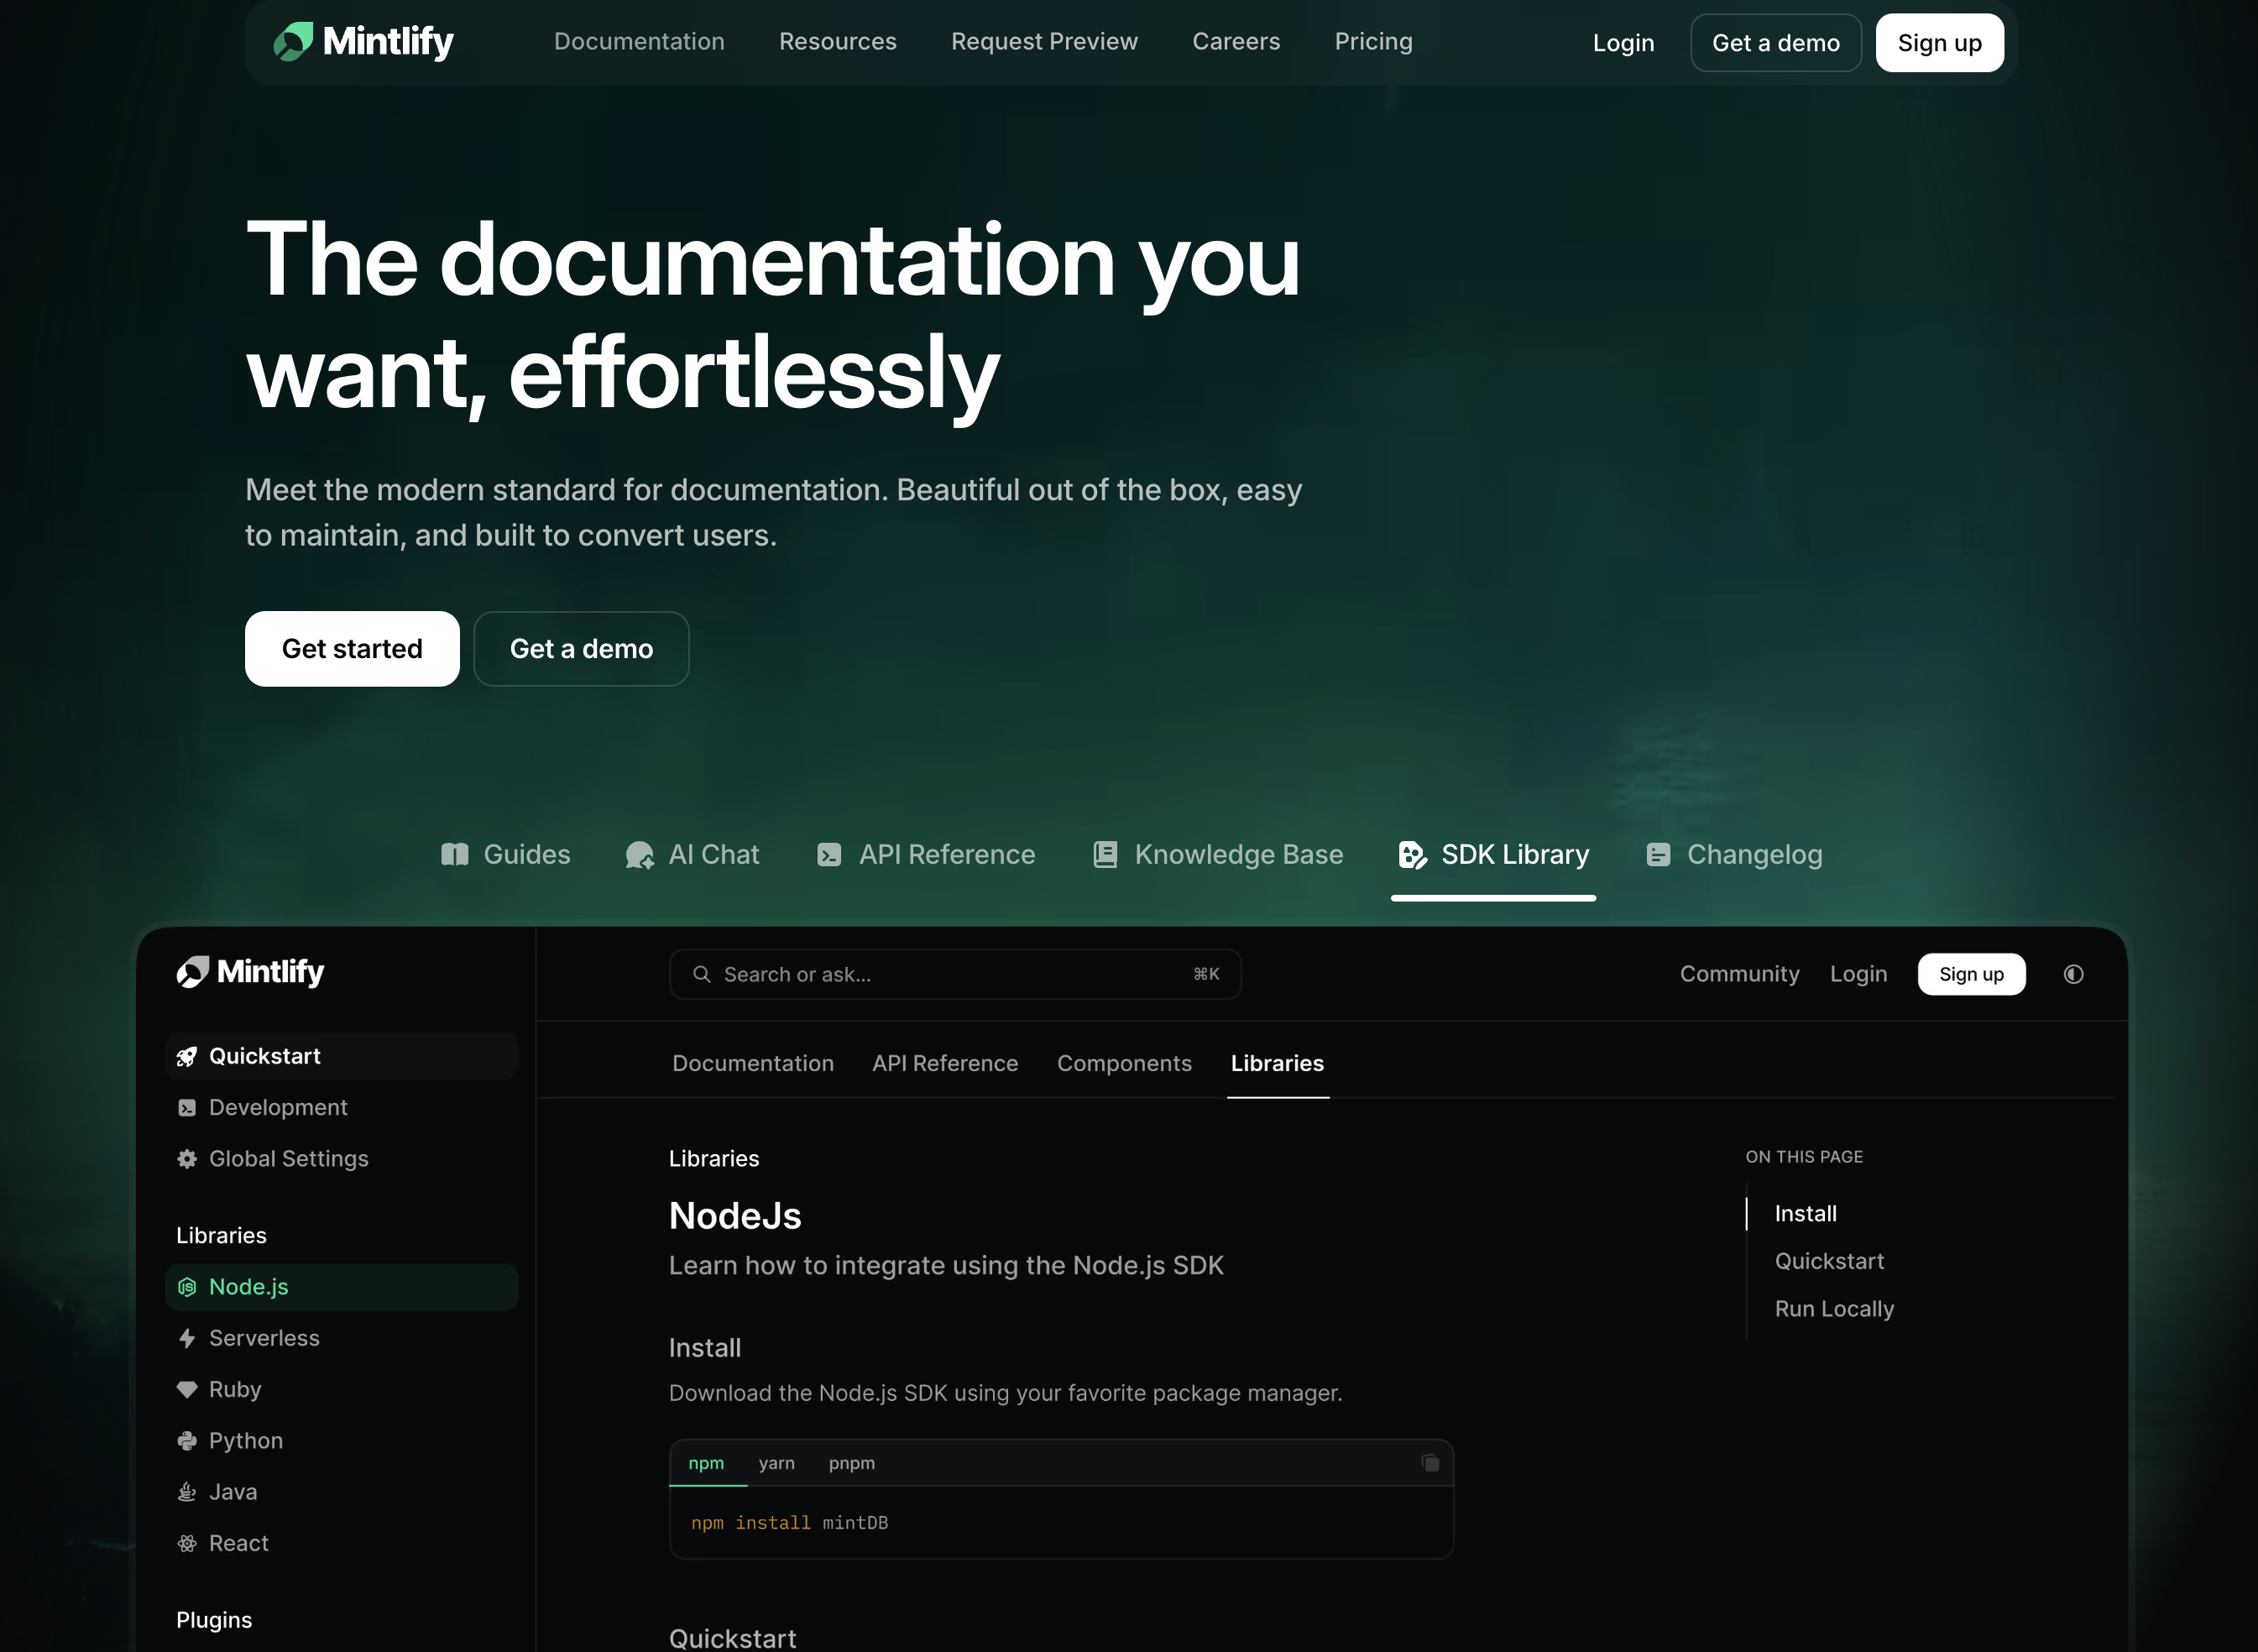 Mintlify
Documentation
Resources
Request Preview
Careers
Pricing
Login
Get a demo
Sign up
The documentation you
want, effortlessly
Meet the modern standard for documentation. Beautiful out of the box, easy
to maintain, and built to convert users.
Get started
Get a demo
Guides
AI Chat
API Reference
Knowledge Base
SDK Library
Changelog
Mintlify
Search or ask...
⌘K
Community
Login
Sign up
Quickstart
Development
Global Settings
Libraries
Node.js
Serverless
Ruby
Python
Java
React
Plugins
Documentation
API Reference
Components
Libraries
Libraries
NodeJs
Learn how to integrate using the Node.js SDK
Install
Download the Node.js SDK using your favorite package manager.
npm
yarn
pnpm
npm install mintDB
Quickstart
ON THIS PAGE
Install
Quickstart
Run Locally